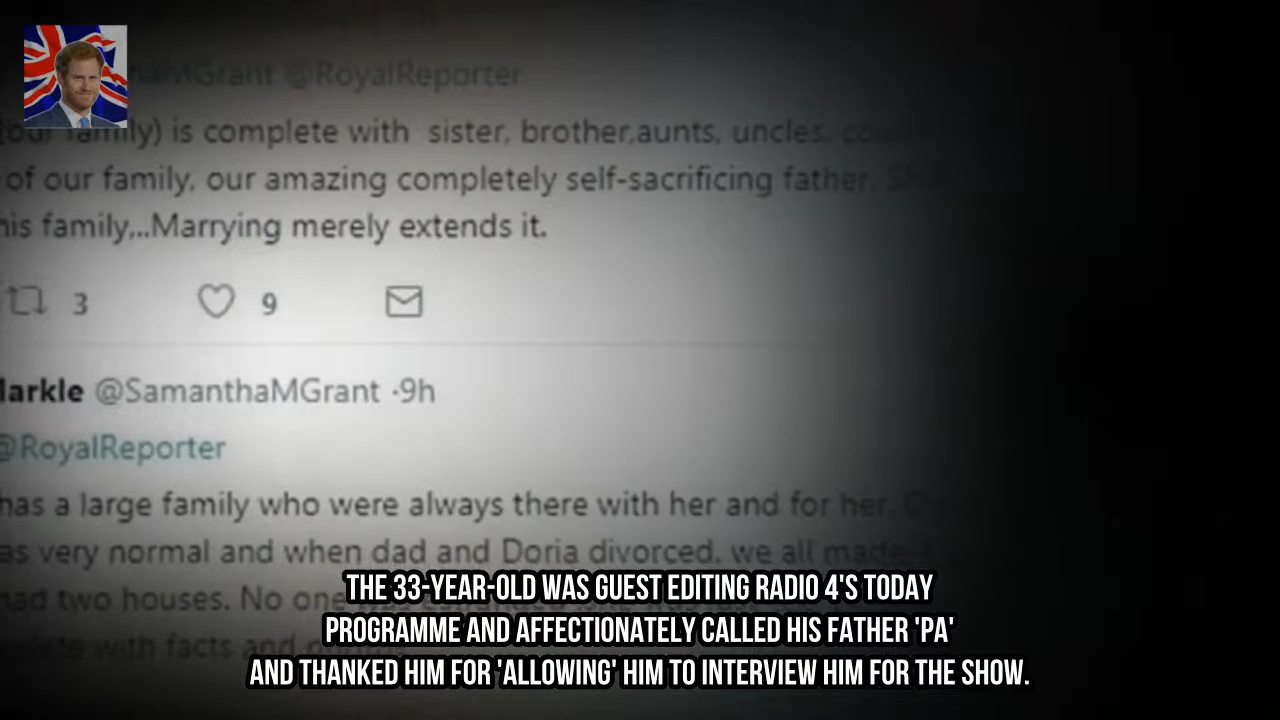 @RoyalReporter
family) is complete with sister, brother,aunts, uncles,
of our family, our amazing completely self-sacrificing father.
family,..Marrying merely extends it.
3 9
@SamanthaMGrant ·9h
@RoyalReporter
has a large family who were always there with her and for her.
very normal and when dad and Doria divorced, we all made
two houses. No one
with facts and
THE 33-YEAR-OLD WAS GUEST EDITING RADIO 4'S TODAY
PROGRAMME AND AFFECTIONATELY CALLED HIS FATHER 'PA'
AND THANKED HIM FOR 'ALLOWING' HIM TO INTERVIEW HIM FOR THE SHOW.